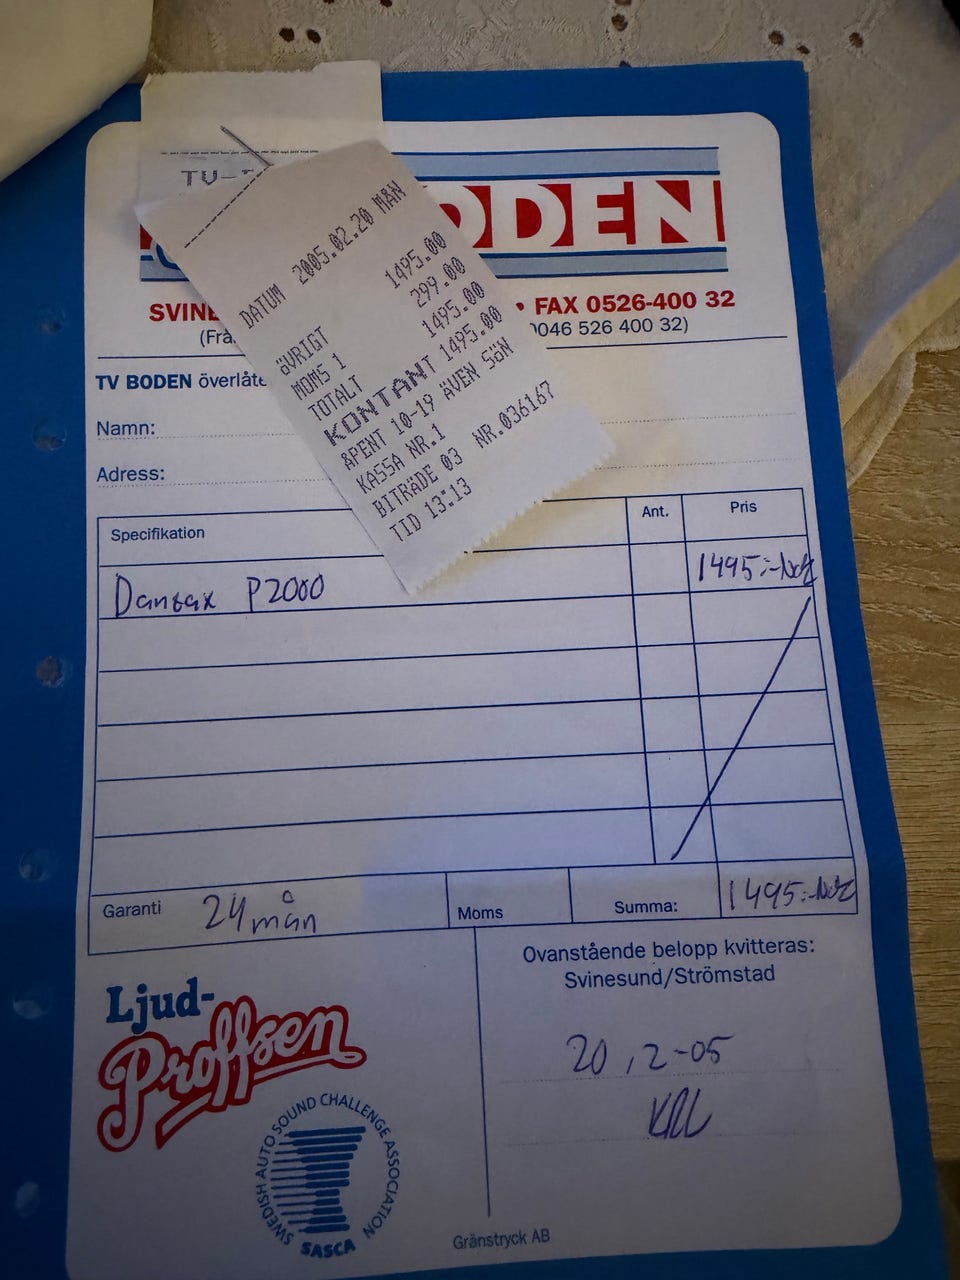 TV-
BODEN
SVINE
FAX 0526-400 32
(Frå
0046 526 400 32)
DATUM 2005.02.20 MÅN
ÖVRIGT 1495.00
MOMS 1 299.00
TOTALT 1495.00
KONTANT 1495.00
ÅPENT 10-19 ÄVEN SÖN
KASSA NR.1
BITRÄDE 03 NR.036167
TID 13:13
TV BODEN överlåte
Namn:
Adress:
Specifikation Ant. Pris
Dantax P2000 1495:-
Garanti 24 mån Moms Summa: 1495:-
Ljud-
Proffsen
SWEDISH AUTO SOUND CHALLENGE ASSOCIATION
SASCA
Ovanstående belopp kvitteras:
Svinesund/Strömstad
20 , 2-05
Gränstryck AB